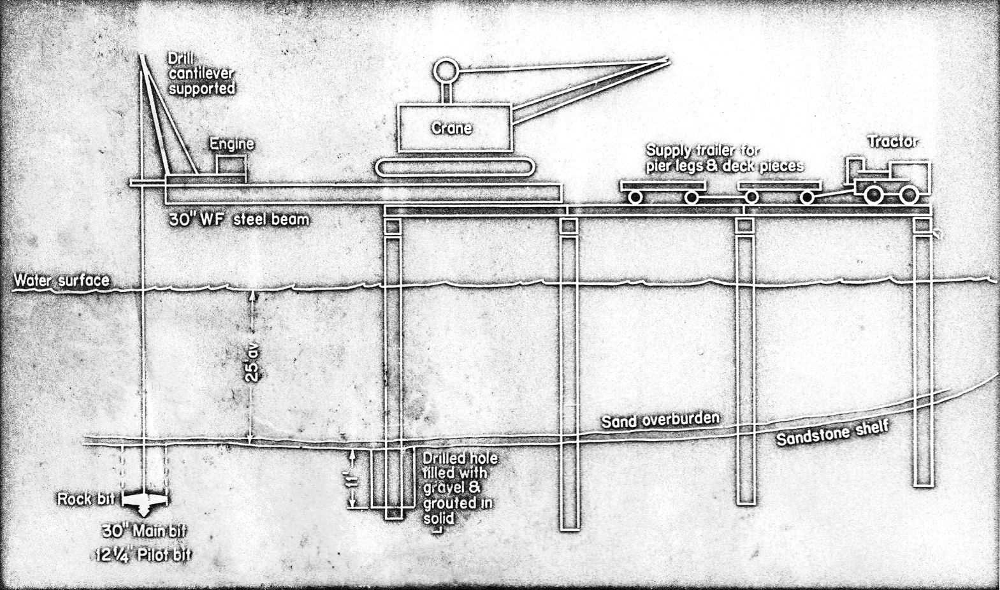 Drill
cantilever
supported
Engine
Crane
Supply trailer for
pier legs & deck pieces
Tractor
30" WF steel beam
Water surface
25' av
Sand overburden
Sandstone shelf
11'
Drilled hole
filled with
gravel &
grouted in
solid
Rock bit
30" Main bit
12 1/4" Pilot bit